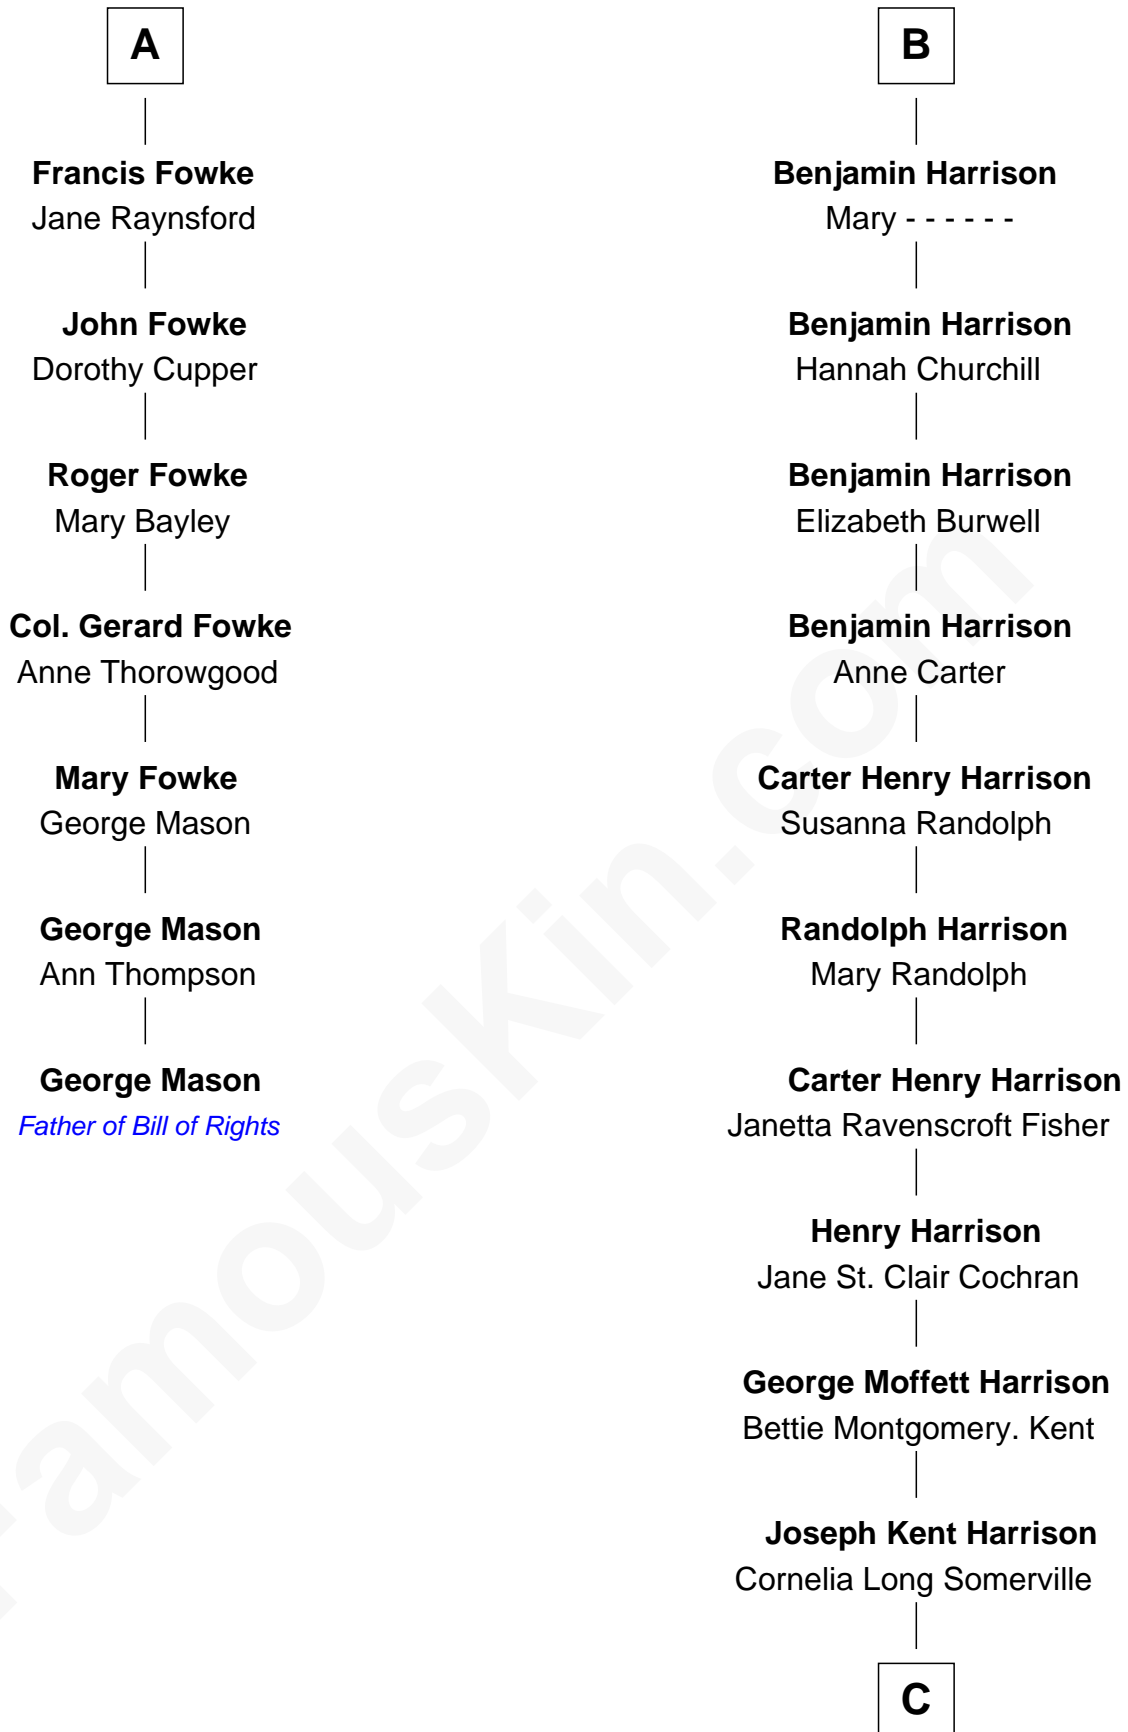 A
Francis Fowke
Jane Raynsford
John Fowke
Dorothy Cupper
Roger Fowke
Mary Bayley
Col. Gerard Fowke
Anne Thorowgood
Mary Fowke
George Mason
George Mason
Ann Thompson
George Mason
Father of Bill of Rights
B
Benjamin Harrison
Mary - - - - - -
Benjamin Harrison
Hannah Churchill
Benjamin Harrison
Elizabeth Burwell
Benjamin Harrison
Anne Carter
Carter Henry Harrison
Susanna Randolph
Randolph Harrison
Mary Randolph
Carter Henry Harrison
Janetta Ravenscroft Fisher
Henry Harrison
Jane St. Clair Cochran
George Moffett Harrison
Bettie Montgomery. Kent
Joseph Kent Harrison
Cornelia Long Somerville
C
FamousKin.com